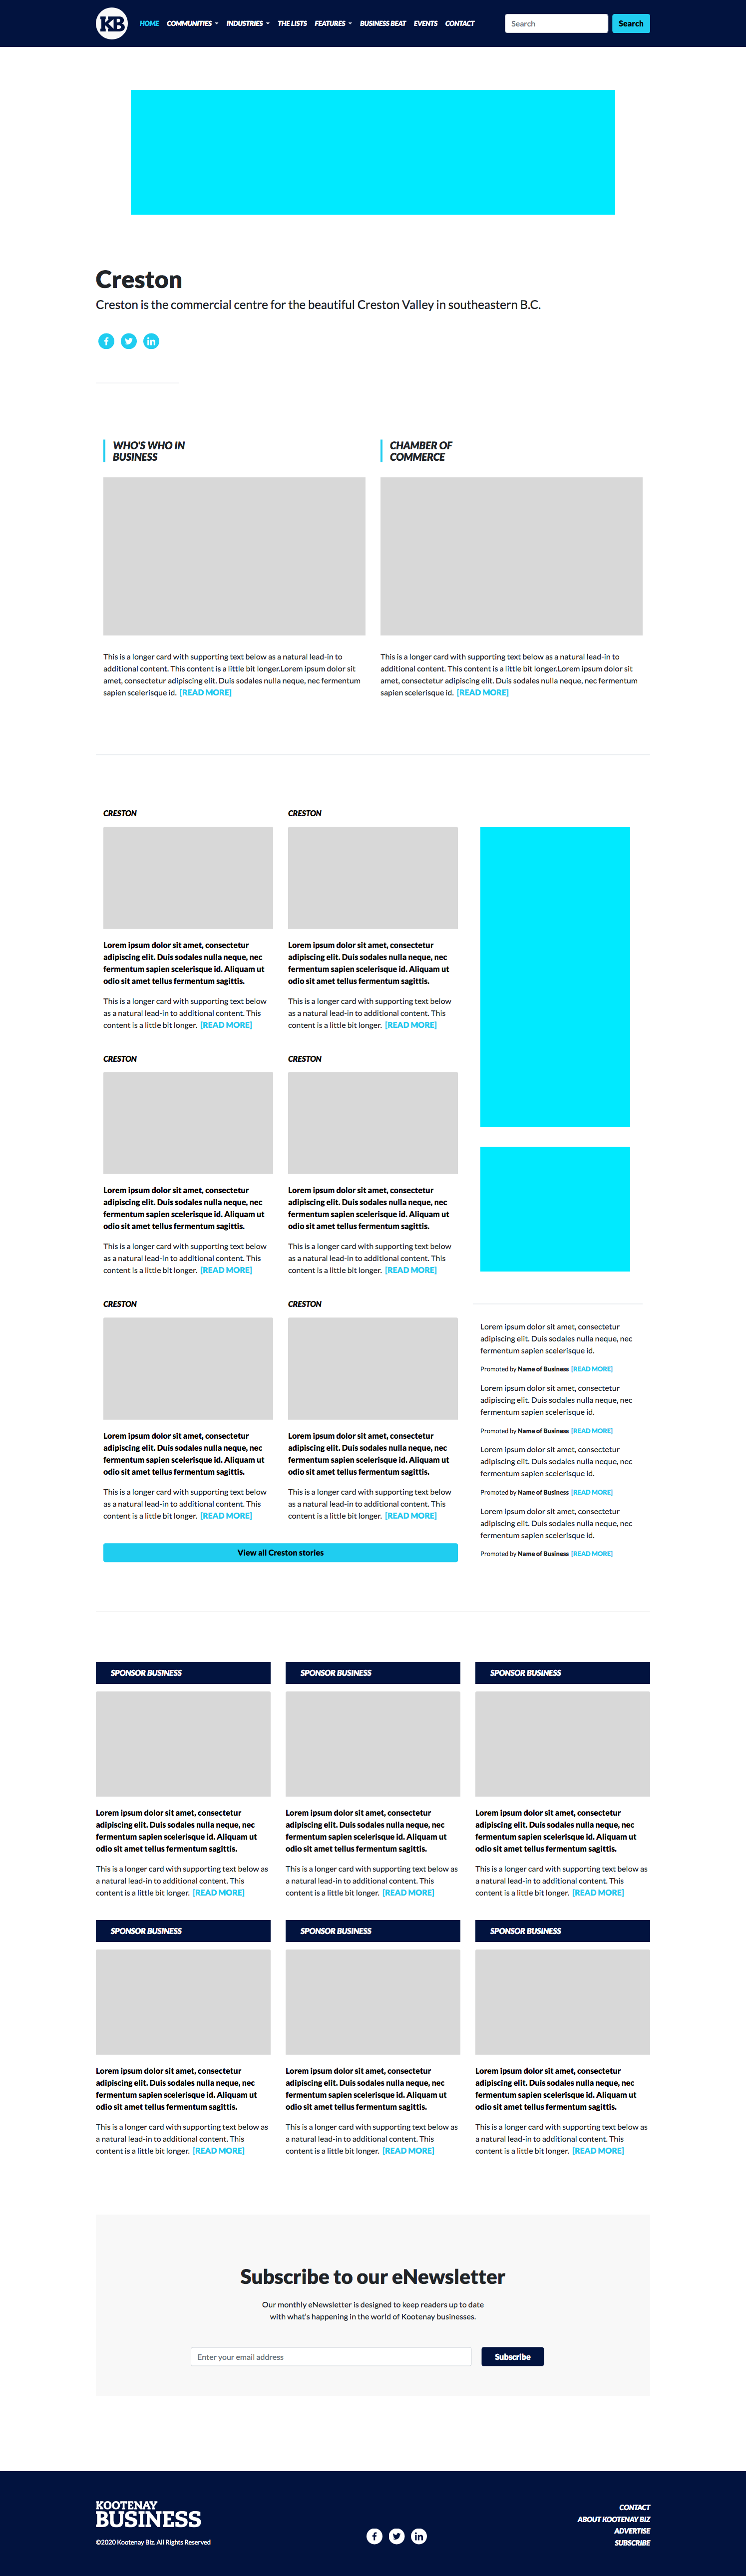 KB
HOME COMMUNITIES INDUSTRIES THE LISTS FEATURES BUSINESS BEAT EVENTS CONTACT
Search
Search
Creston
Creston is the commercial centre for the beautiful Creston Valley in southeastern B.C.
WHO'S WHO IN
BUSINESS
This is a longer card with supporting text below as a natural lead-in to
additional content. This content is a little bit longer.Lorem ipsum dolor sit
amet, consectetur adipiscing elit. Duis sodales nulla neque, nec fermentum
sapien scelerisque id. [READ MORE]
CHAMBER OF
COMMERCE
This is a longer card with supporting text below as a natural lead-in to
additional content. This content is a little bit longer.Lorem ipsum dolor sit
amet, consectetur adipiscing elit. Duis sodales nulla neque, nec fermentum
sapien scelerisque id. [READ MORE]
CRESTON
Lorem ipsum dolor sit amet, consectetur
adipiscing elit. Duis sodales nulla neque, nec
fermentum sapien scelerisque id. Aliquam ut
odio sit amet tellus fermentum sagittis.
This is a longer card with supporting text below
as a natural lead-in to additional content. This
content is a little bit longer. [READ MORE]
CRESTON
Lorem ipsum dolor sit amet, consectetur
adipiscing elit. Duis sodales nulla neque, nec
fermentum sapien scelerisque id. Aliquam ut
odio sit amet tellus fermentum sagittis.
This is a longer card with supporting text below
as a natural lead-in to additional content. This
content is a little bit longer. [READ MORE]
CRESTON
Lorem ipsum dolor sit amet, consectetur
adipiscing elit. Duis sodales nulla neque, nec
fermentum sapien scelerisque id. Aliquam ut
odio sit amet tellus fermentum sagittis.
This is a longer card with supporting text below
as a natural lead-in to additional content. This
content is a little bit longer. [READ MORE]
CRESTON
Lorem ipsum dolor sit amet, consectetur
adipiscing elit. Duis sodales nulla neque, nec
fermentum sapien scelerisque id. Aliquam ut
odio sit amet tellus fermentum sagittis.
This is a longer card with supporting text below
as a natural lead-in to additional content. This
content is a little bit longer. [READ MORE]
CRESTON
Lorem ipsum dolor sit amet, consectetur
adipiscing elit. Duis sodales nulla neque, nec
fermentum sapien scelerisque id. Aliquam ut
odio sit amet tellus fermentum sagittis.
This is a longer card with supporting text below
as a natural lead-in to additional content. This
content is a little bit longer. [READ MORE]
CRESTON
Lorem ipsum dolor sit amet, consectetur
adipiscing elit. Duis sodales nulla neque, nec
fermentum sapien scelerisque id. Aliquam ut
odio sit amet tellus fermentum sagittis.
This is a longer card with supporting text below
as a natural lead-in to additional content. This
content is a little bit longer. [READ MORE]
View all Creston stories
Lorem ipsum dolor sit amet, consectetur
adipiscing elit. Duis sodales nulla neque, nec
fermentum sapien scelerisque id.
Promoted by Name of Business [READ MORE]
Lorem ipsum dolor sit amet, consectetur
adipiscing elit. Duis sodales nulla neque, nec
fermentum sapien scelerisque id.
Promoted by Name of Business [READ MORE]
Lorem ipsum dolor sit amet, consectetur
adipiscing elit. Duis sodales nulla neque, nec
fermentum sapien scelerisque id.
Promoted by Name of Business [READ MORE]
Lorem ipsum dolor sit amet, consectetur
adipiscing elit. Duis sodales nulla neque, nec
fermentum sapien scelerisque id.
Promoted by Name of Business [READ MORE]
SPONSOR BUSINESS
Lorem ipsum dolor sit amet, consectetur
adipiscing elit. Duis sodales nulla neque, nec
fermentum sapien scelerisque id. Aliquam ut
odio sit amet tellus fermentum sagittis.
This is a longer card with supporting text below as
a natural lead-in to additional content. This
content is a little bit longer. [READ MORE]
SPONSOR BUSINESS
Lorem ipsum dolor sit amet, consectetur
adipiscing elit. Duis sodales nulla neque, nec
fermentum sapien scelerisque id. Aliquam ut
odio sit amet tellus fermentum sagittis.
This is a longer card with supporting text below as
a natural lead-in to additional content. This
content is a little bit longer. [READ MORE]
SPONSOR BUSINESS
Lorem ipsum dolor sit amet, consectetur
adipiscing elit. Duis sodales nulla neque, nec
fermentum sapien scelerisque id. Aliquam ut
odio sit amet tellus fermentum sagittis.
This is a longer card with supporting text below as
a natural lead-in to additional content. This
content is a little bit longer. [READ MORE]
SPONSOR BUSINESS
Lorem ipsum dolor sit amet, consectetur
adipiscing elit. Duis sodales nulla neque, nec
fermentum sapien scelerisque id. Aliquam ut
odio sit amet tellus fermentum sagittis.
This is a longer card with supporting text below as
a natural lead-in to additional content. This
content is a little bit longer. [READ MORE]
SPONSOR BUSINESS
Lorem ipsum dolor sit amet, consectetur
adipiscing elit. Duis sodales nulla neque, nec
fermentum sapien scelerisque id. Aliquam ut
odio sit amet tellus fermentum sagittis.
This is a longer card with supporting text below as
a natural lead-in to additional content. This
content is a little bit longer. [READ MORE]
SPONSOR BUSINESS
Lorem ipsum dolor sit amet, consectetur
adipiscing elit. Duis sodales nulla neque, nec
fermentum sapien scelerisque id. Aliquam ut
odio sit amet tellus fermentum sagittis.
This is a longer card with supporting text below as
a natural lead-in to additional content. This
content is a little bit longer. [READ MORE]
Subscribe to our eNewsletter
Our monthly eNewsletter is designed to keep readers up to date
with what's happening in the world of Kootenay businesses.
Enter your email address
Subscribe
KOOTENAY
BUSINESS
©2020 Kootenay Biz. All Rights Reserved
CONTACT
ABOUT KOOTENAY BIZ
ADVERTISE
SUBSCRIBE